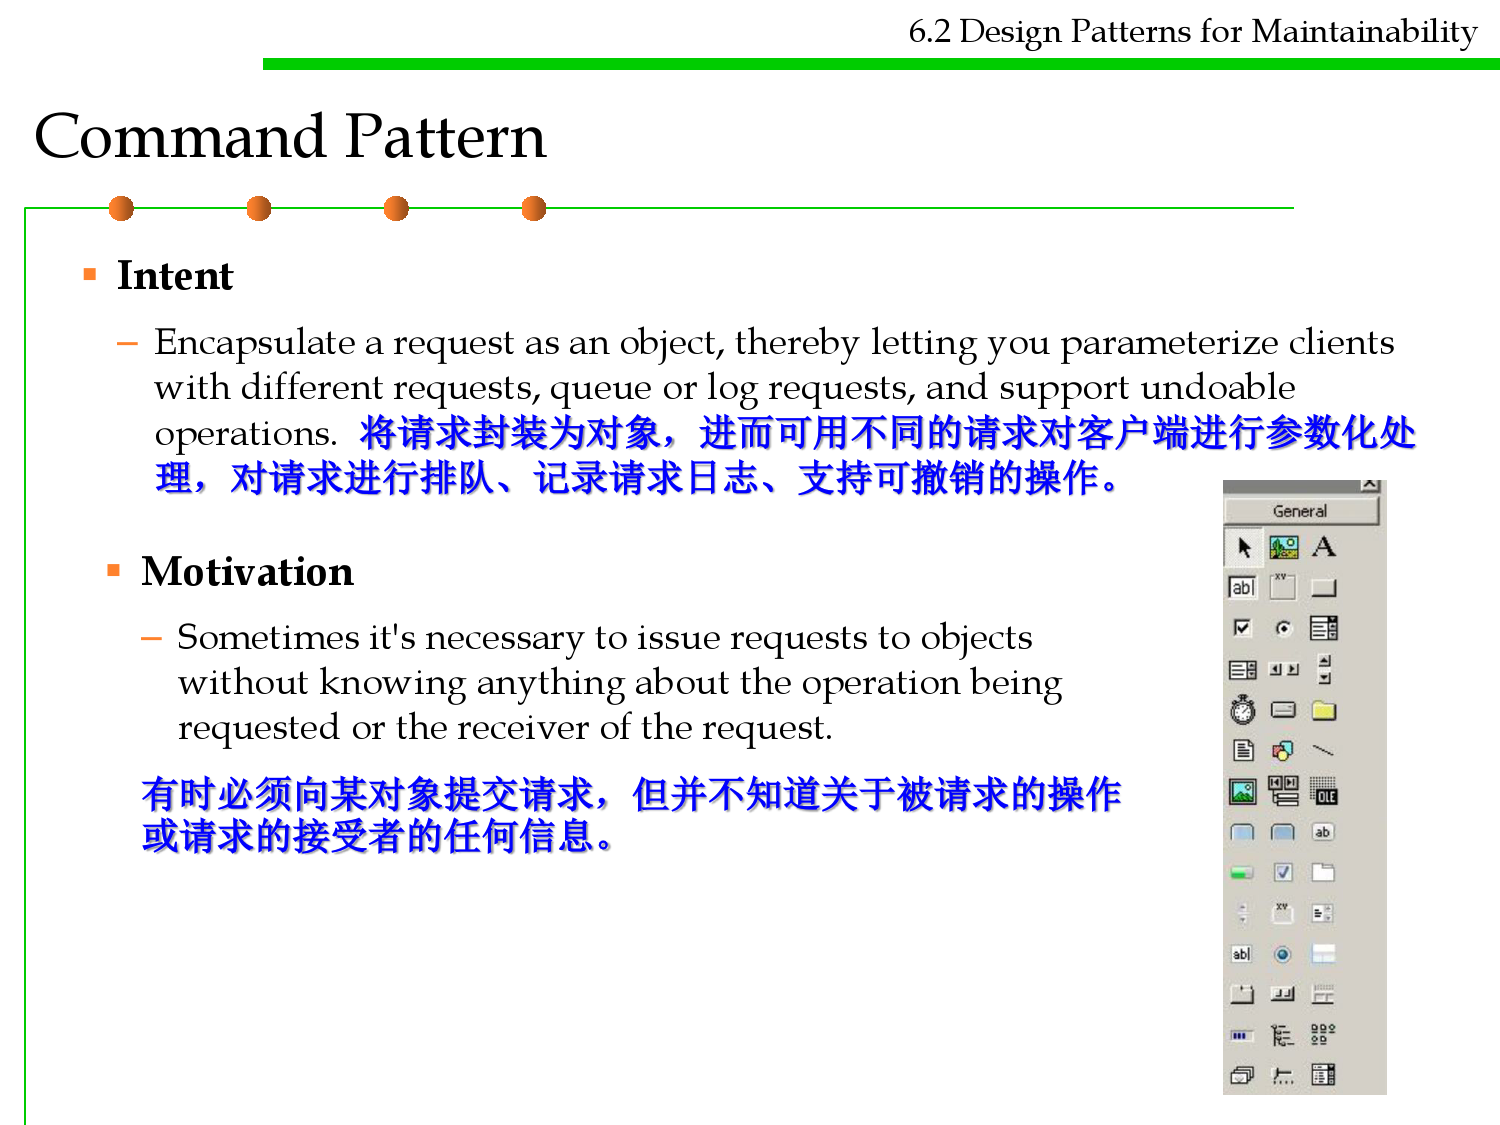 6.2 Design Patterns for Maintainability
Command Pattern
Intent
– Encapsulate a request as an object, thereby letting you parameterize clients
with different requests, queue or log requests, and support undoable
operations. 将请求封装为对象，进而可用不同的请求对客户端进行参数化处
理，对请求进行排队、记录请求日志、支持可撤销的操作。
General
A
ab|
XY
Motivation
– Sometimes it's necessary to issue requests to objects
without knowing anything about the operation being
requested or the receiver of the request.
有时必须向某对象提交请求，但并不知道关于被请求的操作
或请求的接受者的任何信息。
OLE
ab
XY
ab|